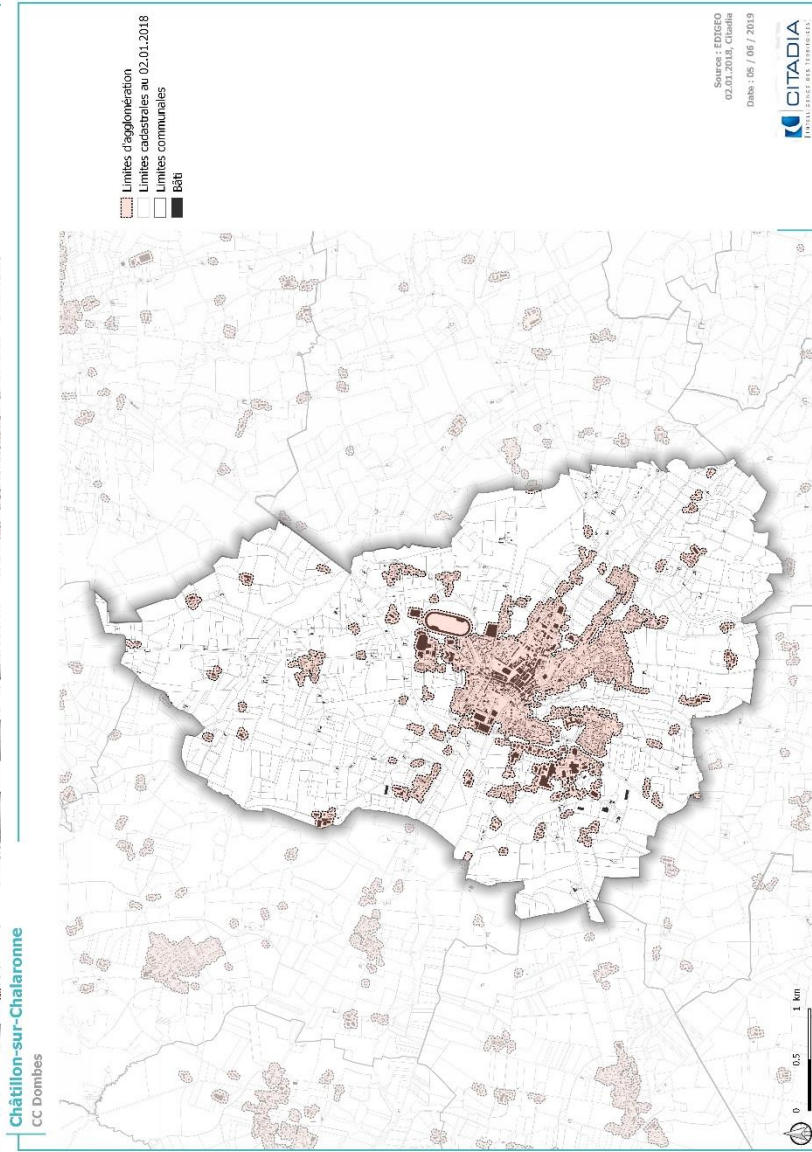 Châtillon-sur-Chalaronne
CC Dombes
Limites d'agglomération
Limites cadastrales au 02.01.2018
Limites communales
Bâti
0 0,5 1 km
Source : EDIGEO
02.01.2018, Citadia
Date : 05 / 06 / 2019
CITADIA